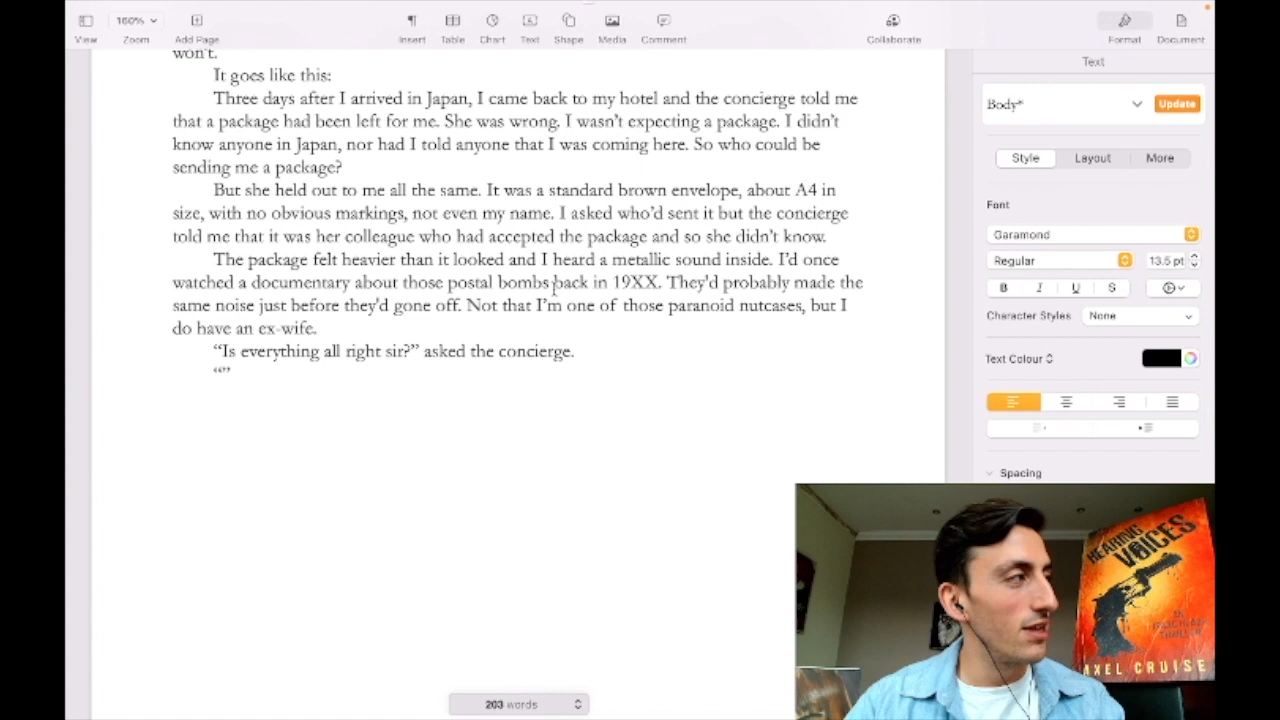 160%
View
Zoom
Add Page
Insert
Table
Chart
Text
Shape
Media
Comment
Collaborate
Format
Document
won't.
It goes like this:
Three days after I arrived in Japan, I came back to my hotel and the concierge told me
that a package had been left for me. She was wrong. I wasn't expecting a package. I didn't
know anyone in Japan, nor had I told anyone that I was coming here. So who could be
sending me a package?
But she held out to me all the same. It was a standard brown envelope, about A4 in
size, with no obvious markings, not even my name. I asked who'd sent it but the concierge
told me that it was her colleague who had accepted the package and so she didn't know.
The package felt heavier than it looked and I heard a metallic sound inside. I'd once
watched a documentary about those postal bombs back in 19XX. They'd probably made the
same noise just before they'd gone off. Not that I'm one of those paranoid nutcases, but I
do have an ex-wife.
“Is everything all right sir?” asked the concierge.
“”
203 words
Text
Body*
Update
Style
Layout
More
Font
Garamond
Regular
13.5 pt
B I U S
Character Styles
None
Text Colour
Spacing
HEARING
VOICES
AN
THRILLER
AXEL CRUISE